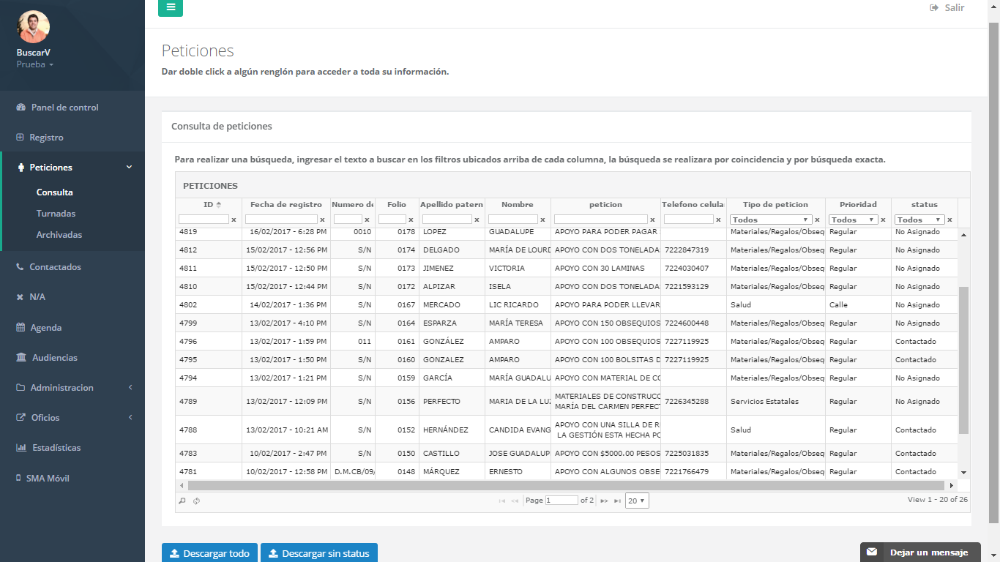 Salir
BuscarV
Prueba
Panel de control
Registro
Peticiones
Consulta
Turnadas
Archivadas
Contactados
N/A
Agenda
Audiencias
Administracion
Oficios
Estadísticas
SMA Móvil
Peticiones
Dar doble click a algún renglón para acceder a toda su información.
Consulta de peticiones
Para realizar una búsqueda, ingresar el texto a buscar en los filtros ubicados arriba de cada columna, la búsqueda se realizara por coincidencia y por búsqueda exacta.
PETICIONES
ID Fecha de registro Numero de Folio Apellido patern Nombre peticion Telefono celula Tipo de peticion Prioridad status
x x x x x x x x Todos x Todos x Todos x
4819 16/02/2017 - 6:28 PM 0010 0178 LOPEZ GUADALUPE APOYO PARA PODER PAGAR Materiales/Regalos/Obseq Regular No Asignado
4812 15/02/2017 - 12:56 PM S/N 0174 DELGADO MARÍA DE LOURD APOYO CON DOS TONELADA 7222847319 Materiales/Regalos/Obseq Regular No Asignado
4811 15/02/2017 - 12:50 PM S/N 0173 JIMENEZ VICTORIA APOYO CON 30 LAMINAS 7224030407 Materiales/Regalos/Obseq Regular No Asignado
4810 15/02/2017 - 12:44 PM S/N 0172 ALPIZAR ISELA APOYO CON DOS TONELADA 7221593129 Materiales/Regalos/Obseq Regular No Asignado
4802 14/02/2017 - 1:36 PM S/N 0167 MERCADO LIC RICARDO APOYO PARA PODER LLEVAR Salud Calle No Asignado
4799 13/02/2017 - 4:10 PM S/N 0164 ESPARZA MARÍA TERESA APOYO CON 150 OBSEQUIOS 7224600448 Materiales/Regalos/Obseq Regular No Asignado
4796 13/02/2017 - 1:59 PM 011 0161 GONZÁLEZ AMPARO APOYO CON 100 OBSEQUIOS 7227119925 Materiales/Regalos/Obseq Regular Contactado
4795 13/02/2017 - 1:50 PM S/N 0160 GONZALEZ AMPARO APOYO CON 100 BOLSITAS D 7227119925 Materiales/Regalos/Obseq Regular Contactado
4794 13/02/2017 - 1:21 PM S/N 0159 GARCÍA MARÍA GUADALU APOYO CON MATERIAL DE CO Materiales/Regalos/Obseq Regular No Asignado
4789 13/02/2017 - 12:09 PM S/N 0156 PERFECTO MARIA DE LA LUZ MATERIALES DE CONSTRUCC 7226345288 Servicios Estatales Regular No Asignado
MARÍA DEL CARMEN PERFECT
4788 13/02/2017 - 10:21 AM S/N 0152 HERNÁNDEZ CANDIDA EVANG APOYO CON UNA SILLA DE RU Salud Regular Contactado
LA GESTIÓN ESTA HECHA PO
4783 10/02/2017 - 2:47 PM S/N 0150 CASTILLO JOSE GUADALUP APOYO CON $5000.00 PESOS 7225031835 Materiales/Regalos/Obseq Regular Contactado
4781 10/02/2017 - 12:58 PM D.M.CB/09/ 0148 MÁRQUEZ ERNESTO APOYO CON ALGUNOS OBSE 7221766479 Materiales/Regalos/Obseq Regular Contactado
Page 1 of 2 20 View 1 - 20 of 26
Descargar todo Descargar sin status
Dejar un mensaje